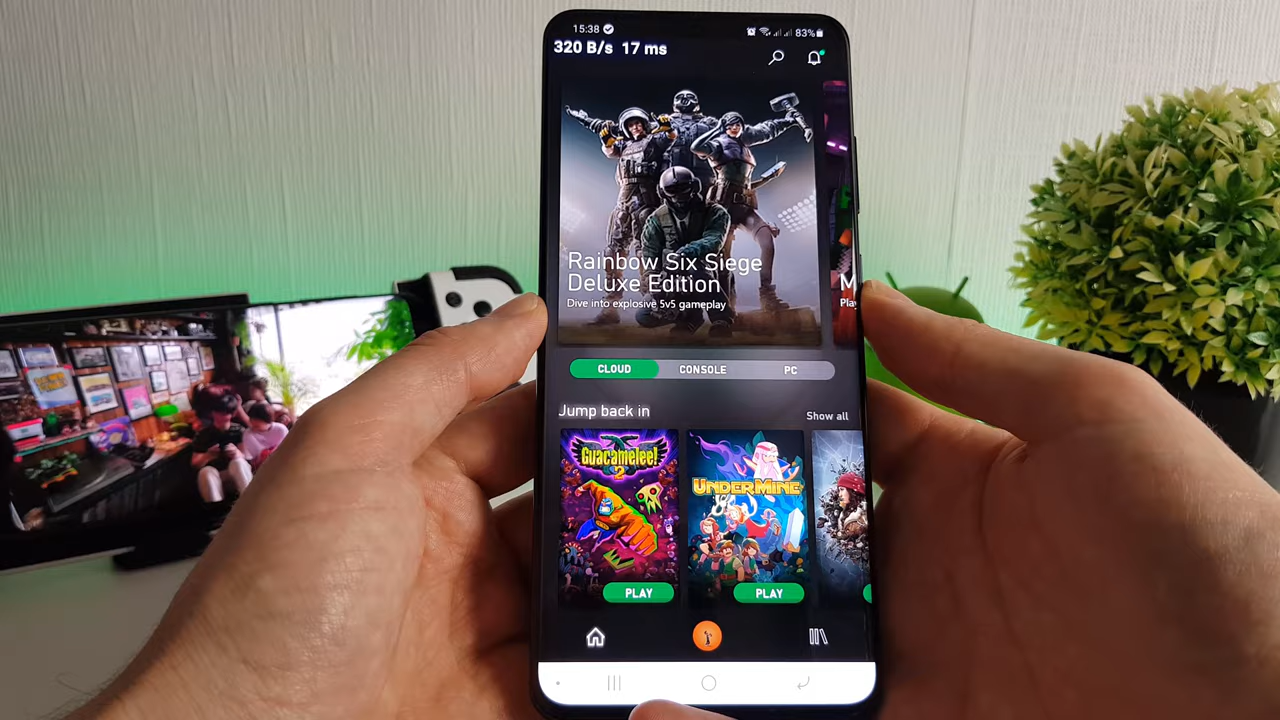 15:38
83%
320 B/s 17 ms
Rainbow Six Siege
Deluxe Edition
Dive into explosive 5v5 gameplay
M
Pla
CLOUD CONSOLE PC
Jump back in Show all
Guacamelee!
2
UNDERMINE
PLAY PLAY